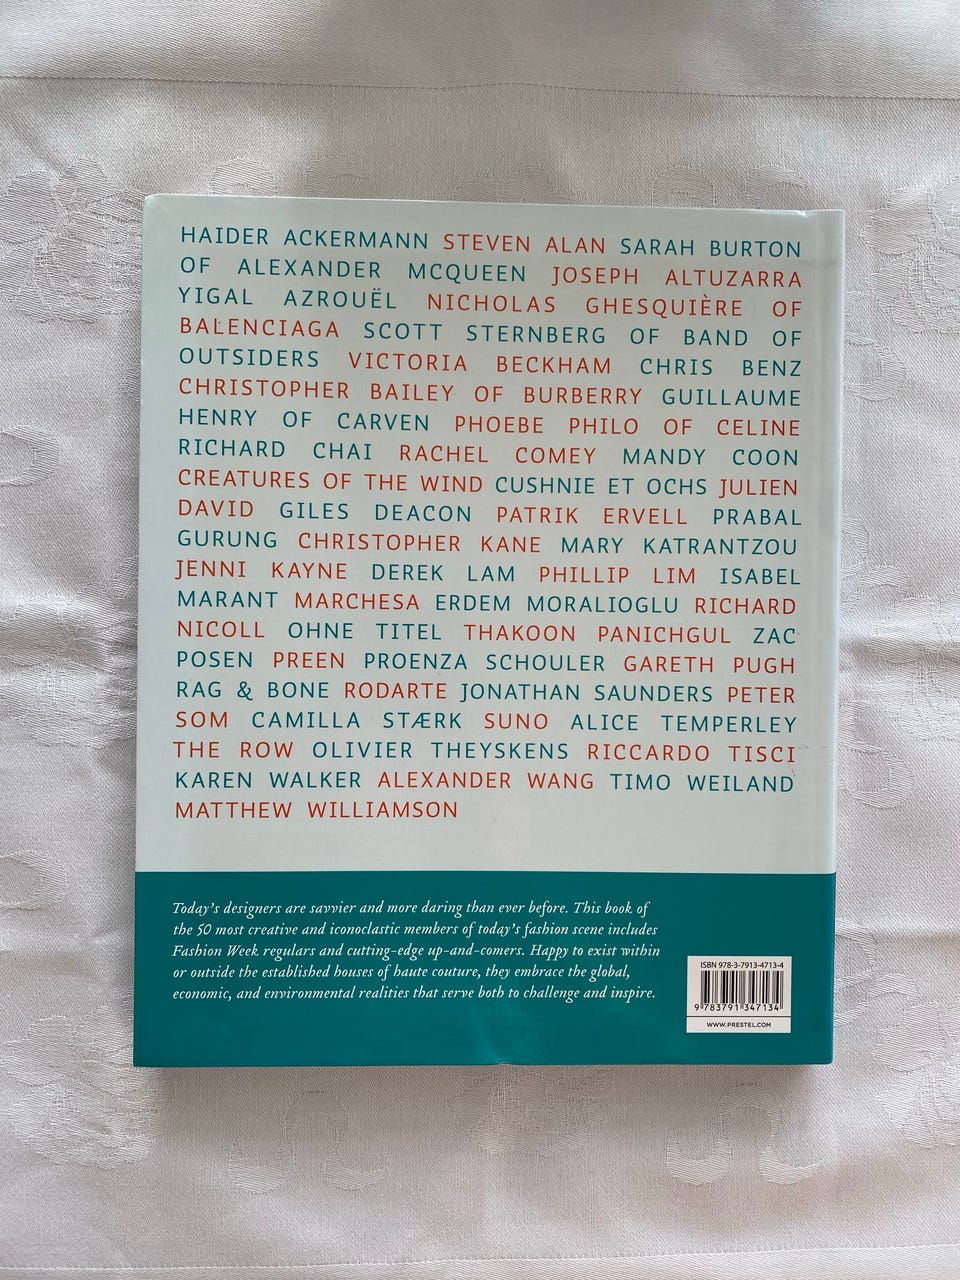 HAIDER ACKERMANN STEVEN ALAN SARAH BURTON
OF ALEXANDER MCQUEEN JOSEPH ALTUZARRA
YIGAL AZROUËL NICHOLAS GHESQUIÈRE OF
BALENCIAGA SCOTT STERNBERG OF BAND OF
OUTSIDERS VICTORIA BECKHAM CHRIS BENZ
CHRISTOPHER BAILEY OF BURBERRY GUILLAUME
HENRY OF CARVEN PHOEBE PHILO OF CELINE
RICHARD CHAI RACHEL COMEY MANDY COON
CREATURES OF THE WIND CUSHNIE ET OCHS JULIEN
DAVID GILES DEACON PATRIK ERVELL PRABAL
GURUNG CHRISTOPHER KANE MARY KATRANTZOU
JENNI KAYNE DEREK LAM PHILLIP LIM ISABEL
MARANT MARCHESA ERDEM MORALIOGLU RICHARD
NICOLL OHNE TITEL THAKOON PANICHGUL ZAC
POSEN PREEN PROENZA SCHOULER GARETH PUGH
RAG & BONE RODARTE JONATHAN SAUNDERS PETER
SOM CAMILLA STÆRK SUNO ALICE TEMPERLEY
THE ROW OLIVIER THEYSKENS RICCARDO TISCI
KAREN WALKER ALEXANDER WANG TIMO WEILAND
MATTHEW WILLIAMSON
Today's designers are savvier and more daring than ever before. This book of
the 50 most creative and iconoclastic members of today's fashion scene includes
Fashion Week regulars and cutting-edge up-and-comers. Happy to exist within
or outside the established houses of haute couture, they embrace the global,
economic, and environmental realities that serve both to challenge and inspire.
ISBN 978-3-7913-4713-4
9 783791 347134
WWW.PRESTEL.COM